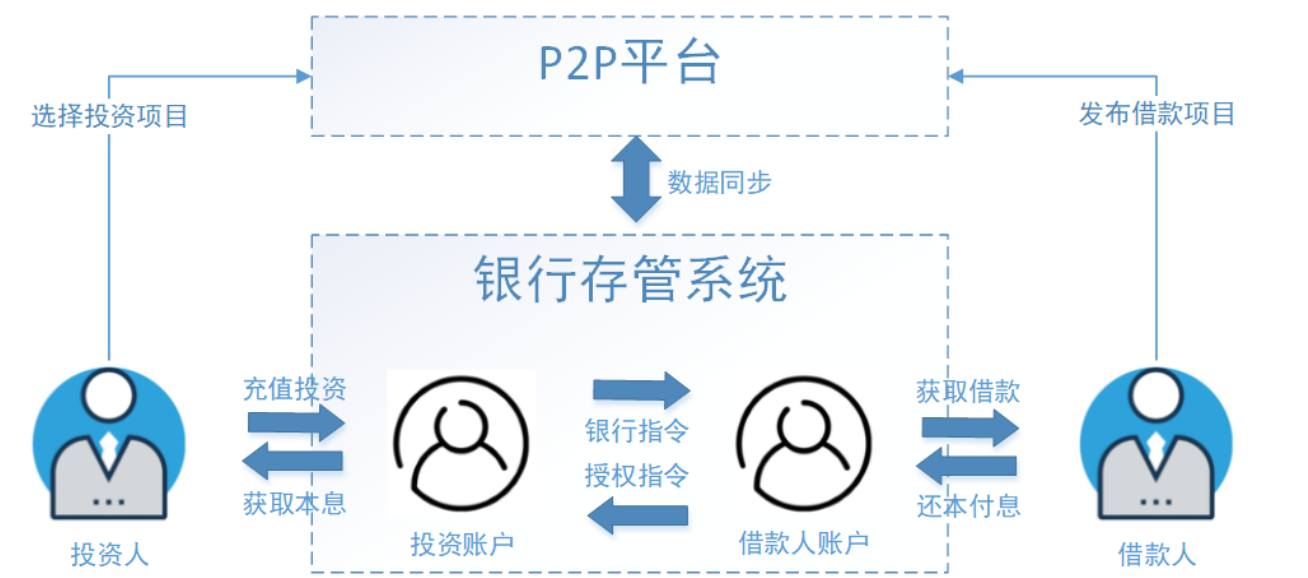 P2P平台
选择投资项目
发布借款项目
数据同步
银行存管系统
充值投资
获取本息
银行指令
授权指令
获取借款
还本付息
投资人
投资账户
借款人账户
借款人